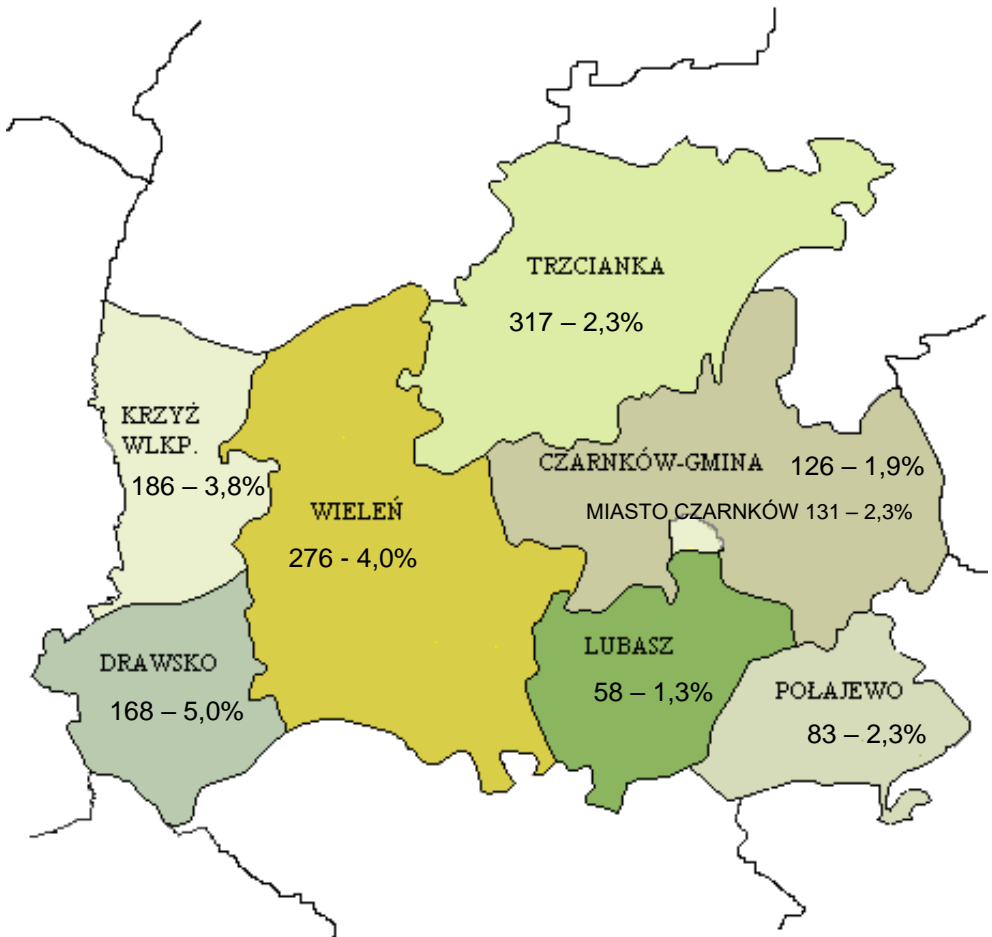 TRZCIANKA
317 – 2,3%
KRZYŻ
WLKP.
186 – 3,8%
WIELEŃ
276 - 4,0%
CZARNKÓW-GMINA 126 – 1,9%
MIASTO CZARNKÓW 131 – 2,3%
DRAWSKO
168 – 5,0%
LUBASZ
58 – 1,3%
POŁAJEWO
83 – 2,3%